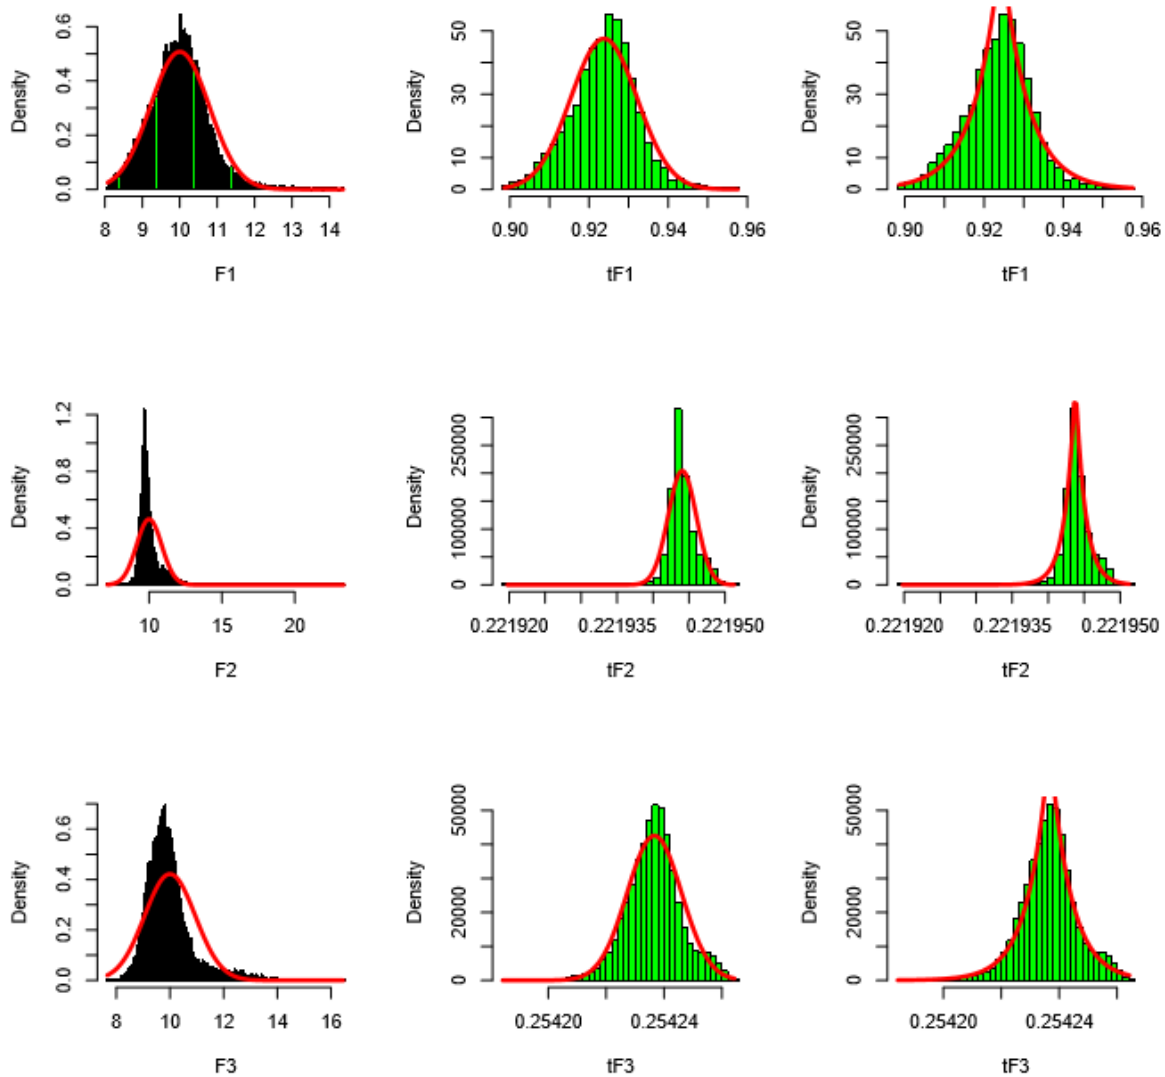 Density
0.0 0.2 0.4 0.6
8 9 10 11 12 13 14
F1
Density
0 10 30 50
0.90 0.92 0.94 0.96
tF1
Density
0 10 30 50
0.90 0.92 0.94 0.96
tF1
Density
0.0 0.4 0.8 1.2
10 15 20
F2
Density
0 100000 250000
0.221920 0.221935 0.221950
tF2
Density
0 100000 250000
0.221920 0.221935 0.221950
tF2
Density
0.0 0.2 0.4 0.6
8 10 12 14 16
F3
Density
0 20000 50000
0.25420 0.25424
tF3
Density
0 20000 50000
0.25420 0.25424
tF3